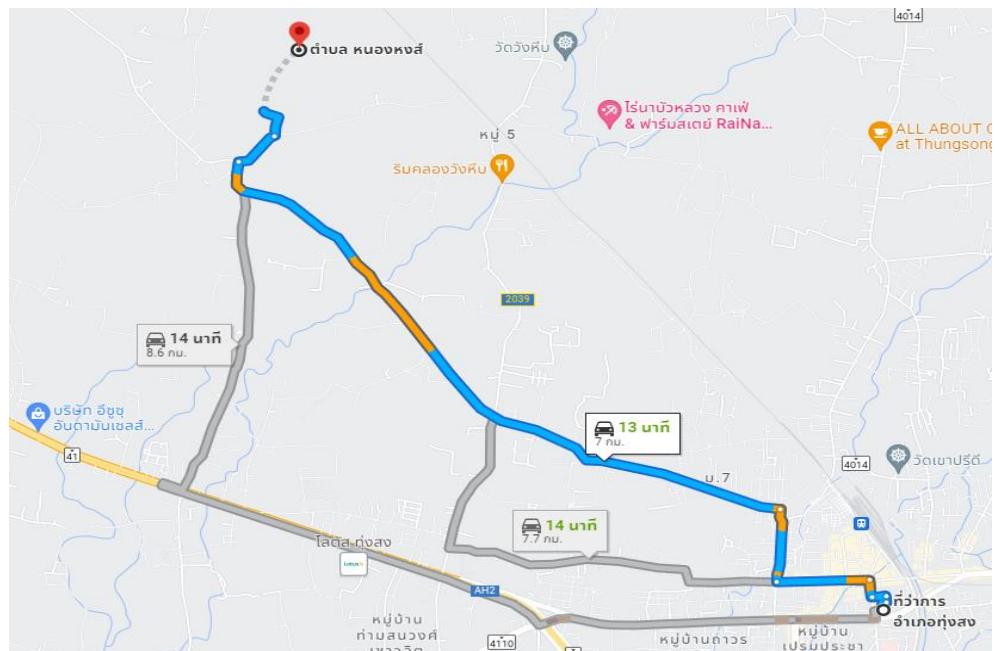 4014
ตำบล หนองหงส์
วัดวังหีบ
ไร่นาบัวหลวง คาเฟ่
& ฟาร์มสเตย์ RaiNa...
ALL ABOUT C
at Thungsong
หมู่ 5
ริมคลองวังหีบ
2039
14 นาที
8.6 กม.
บริษัท อีซูซุ
อันดามันเซลส์...
41
13 นาที
7 กม.
4014
วัดเขาปรีดี
ม.7
14 นาที
7.7 กม.
โลตัส ทุ่งสง
Lotus's
AH2
ที่ว่าการ
อำเภอทุ่งสง
หมู่บ้าน
ท่ามสนวงศ์
4110
หมู่บ้านถาวร
หมู่บ้าน
เปรมประชา